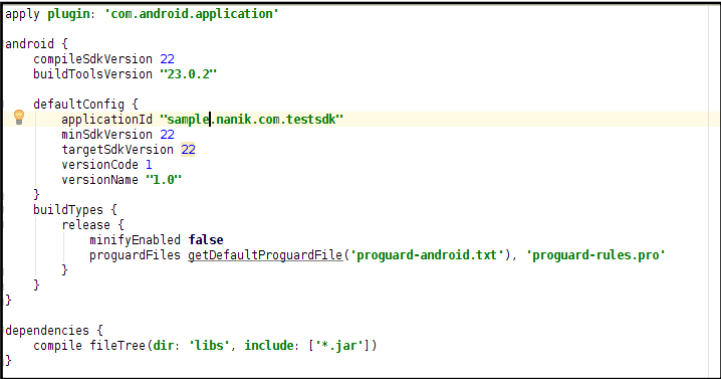 apply plugin: 'com.android.application'
android {
compileSdkVersion 22
buildToolsVersion "23.0.2"
defaultConfig {
applicationId "sample.nanik.com.testsdk"
minSdkVersion 22
targetSdkVersion 22
versionCode 1
versionName "1.0"
}
buildTypes {
release {
minifyEnabled false
proguardFiles getDefaultProguardFile('proguard-android.txt'), 'proguard-rules.pro'
}
}
}
dependencies {
compile fileTree(dir: 'libs', include: ['*.jar'])
}